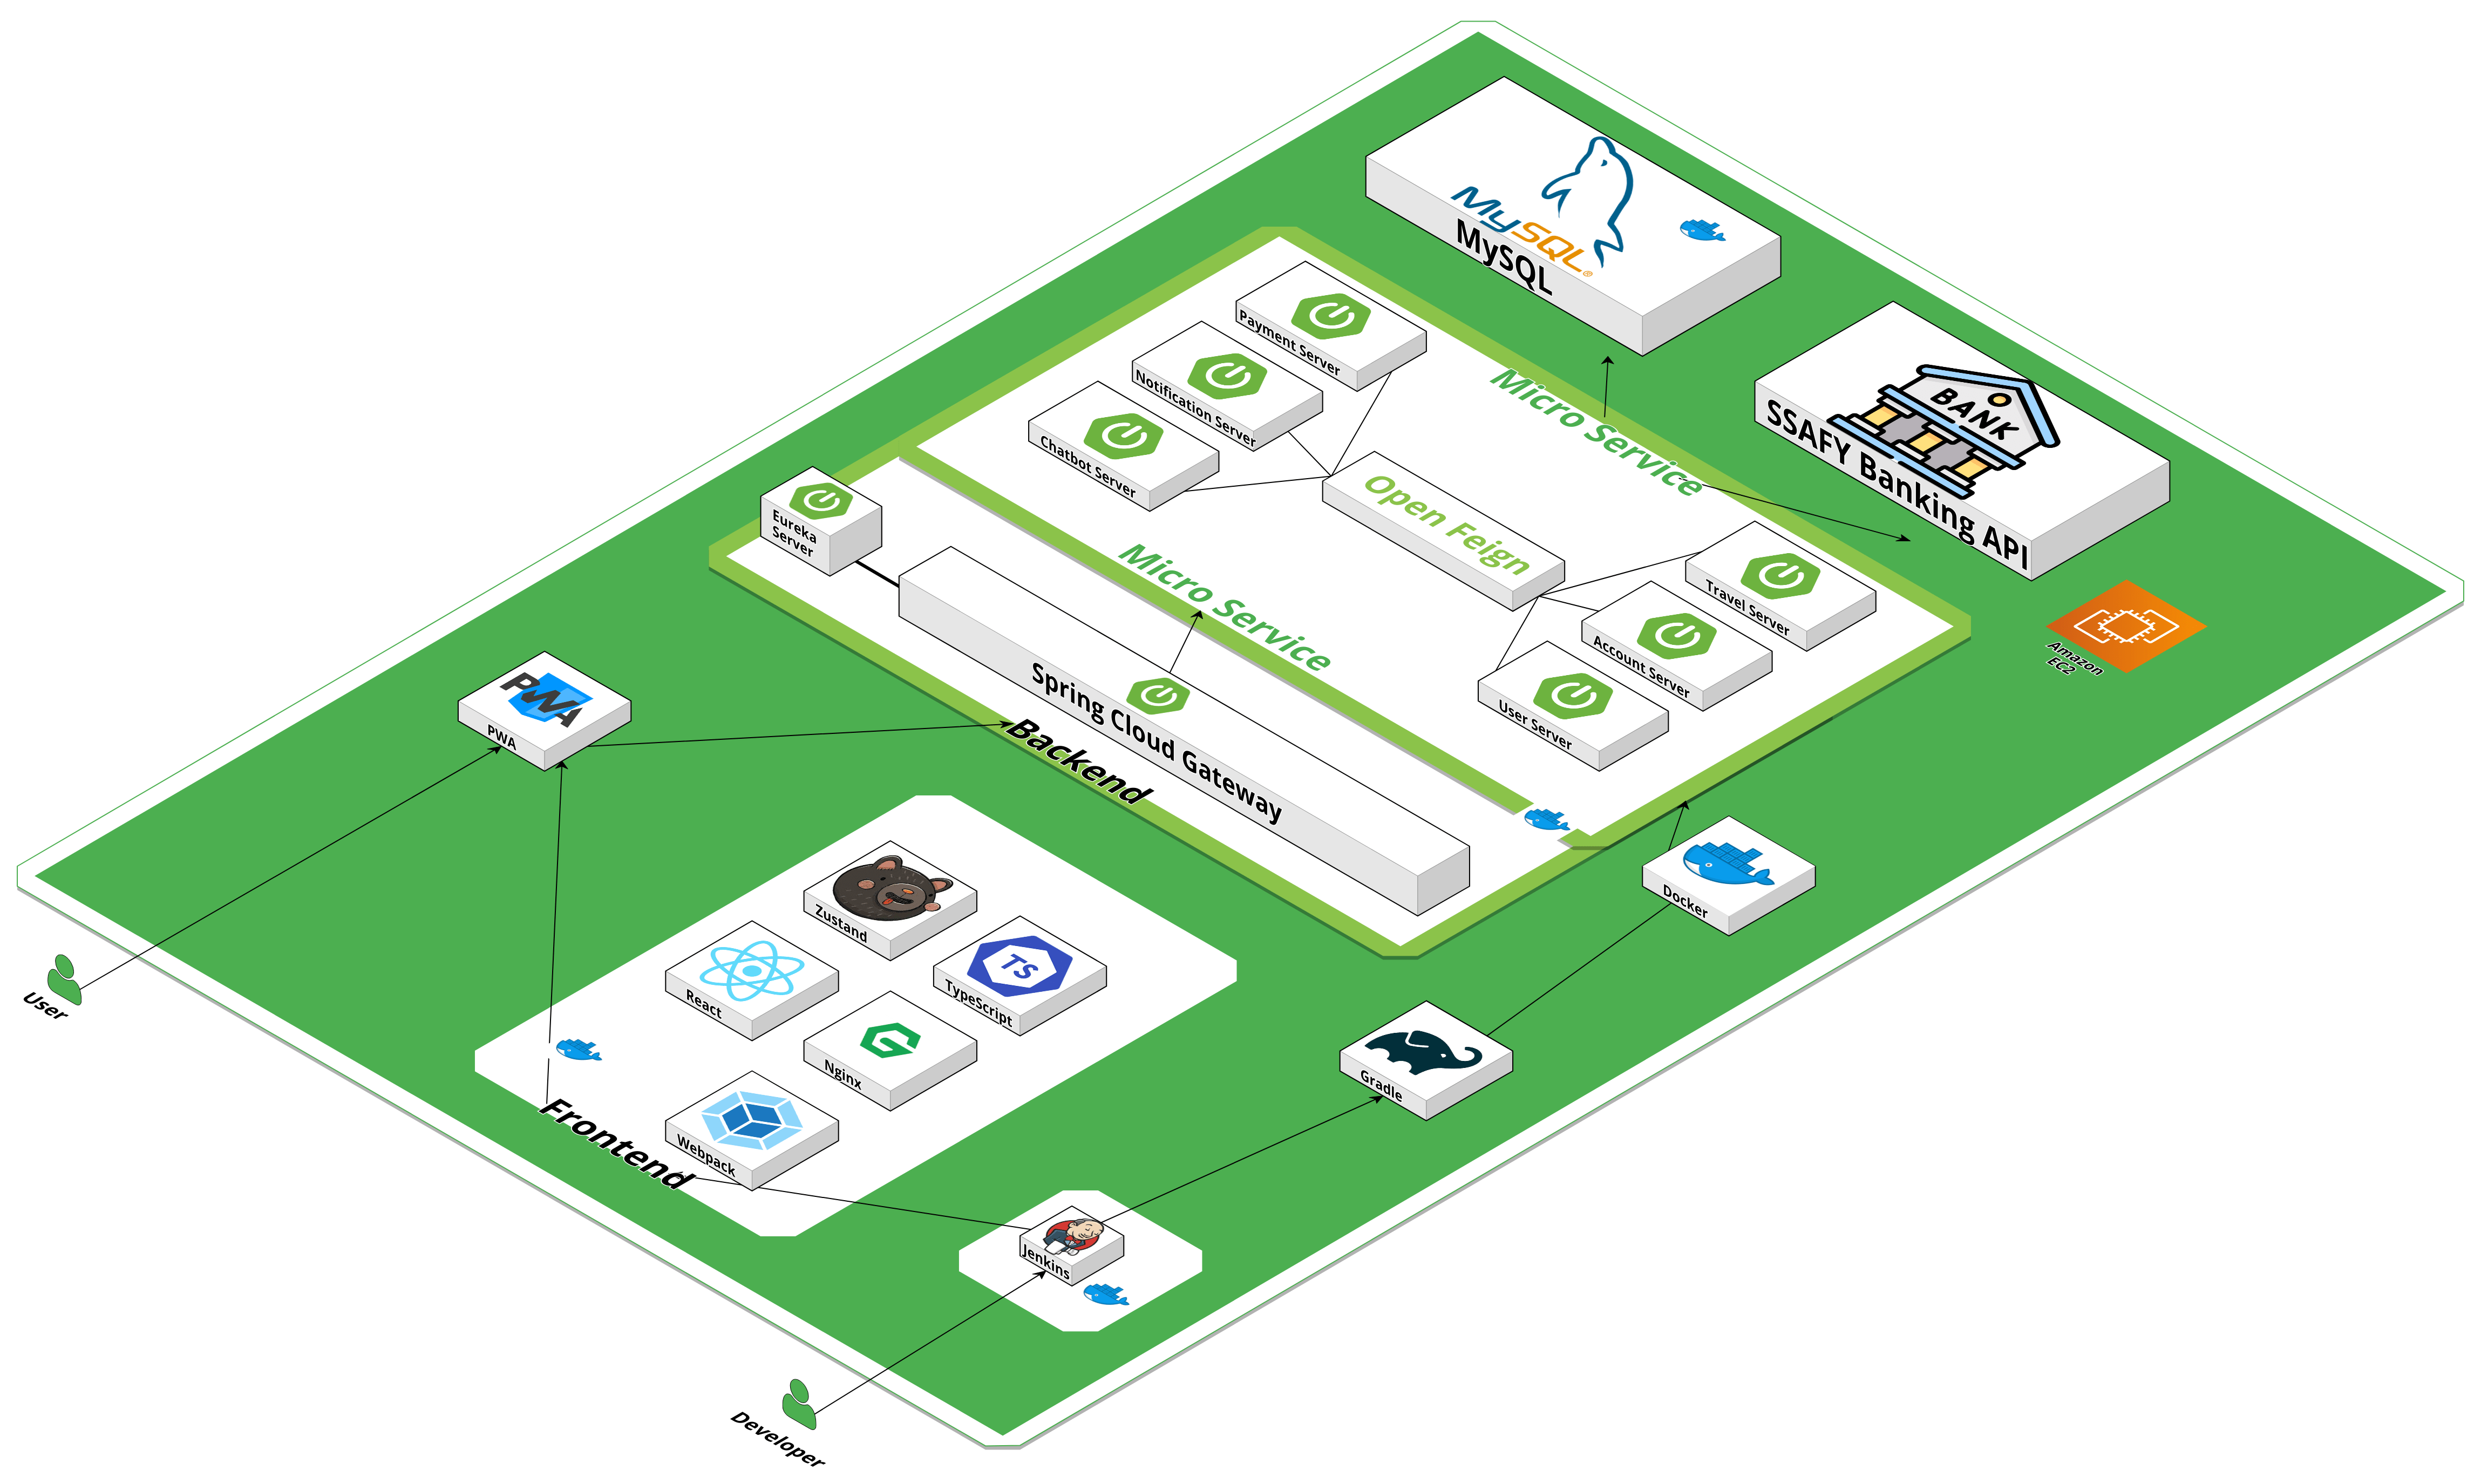 MySQL®
MySQL
BANK
SSAFY Banking API
Payment Server
Notification Server
Chatbot Server
Micro Service
Open Feign
Eureka
Server
Travel Server
Account Server
User Server
Micro Service
Spring Cloud Gateway
Backend
Amazon
EC2
PWA
PWA
Docker
Zustand
TS
TypeScript
React
Nginx
Webpack
Frontend
Gradle
Jenkins
User
Developer